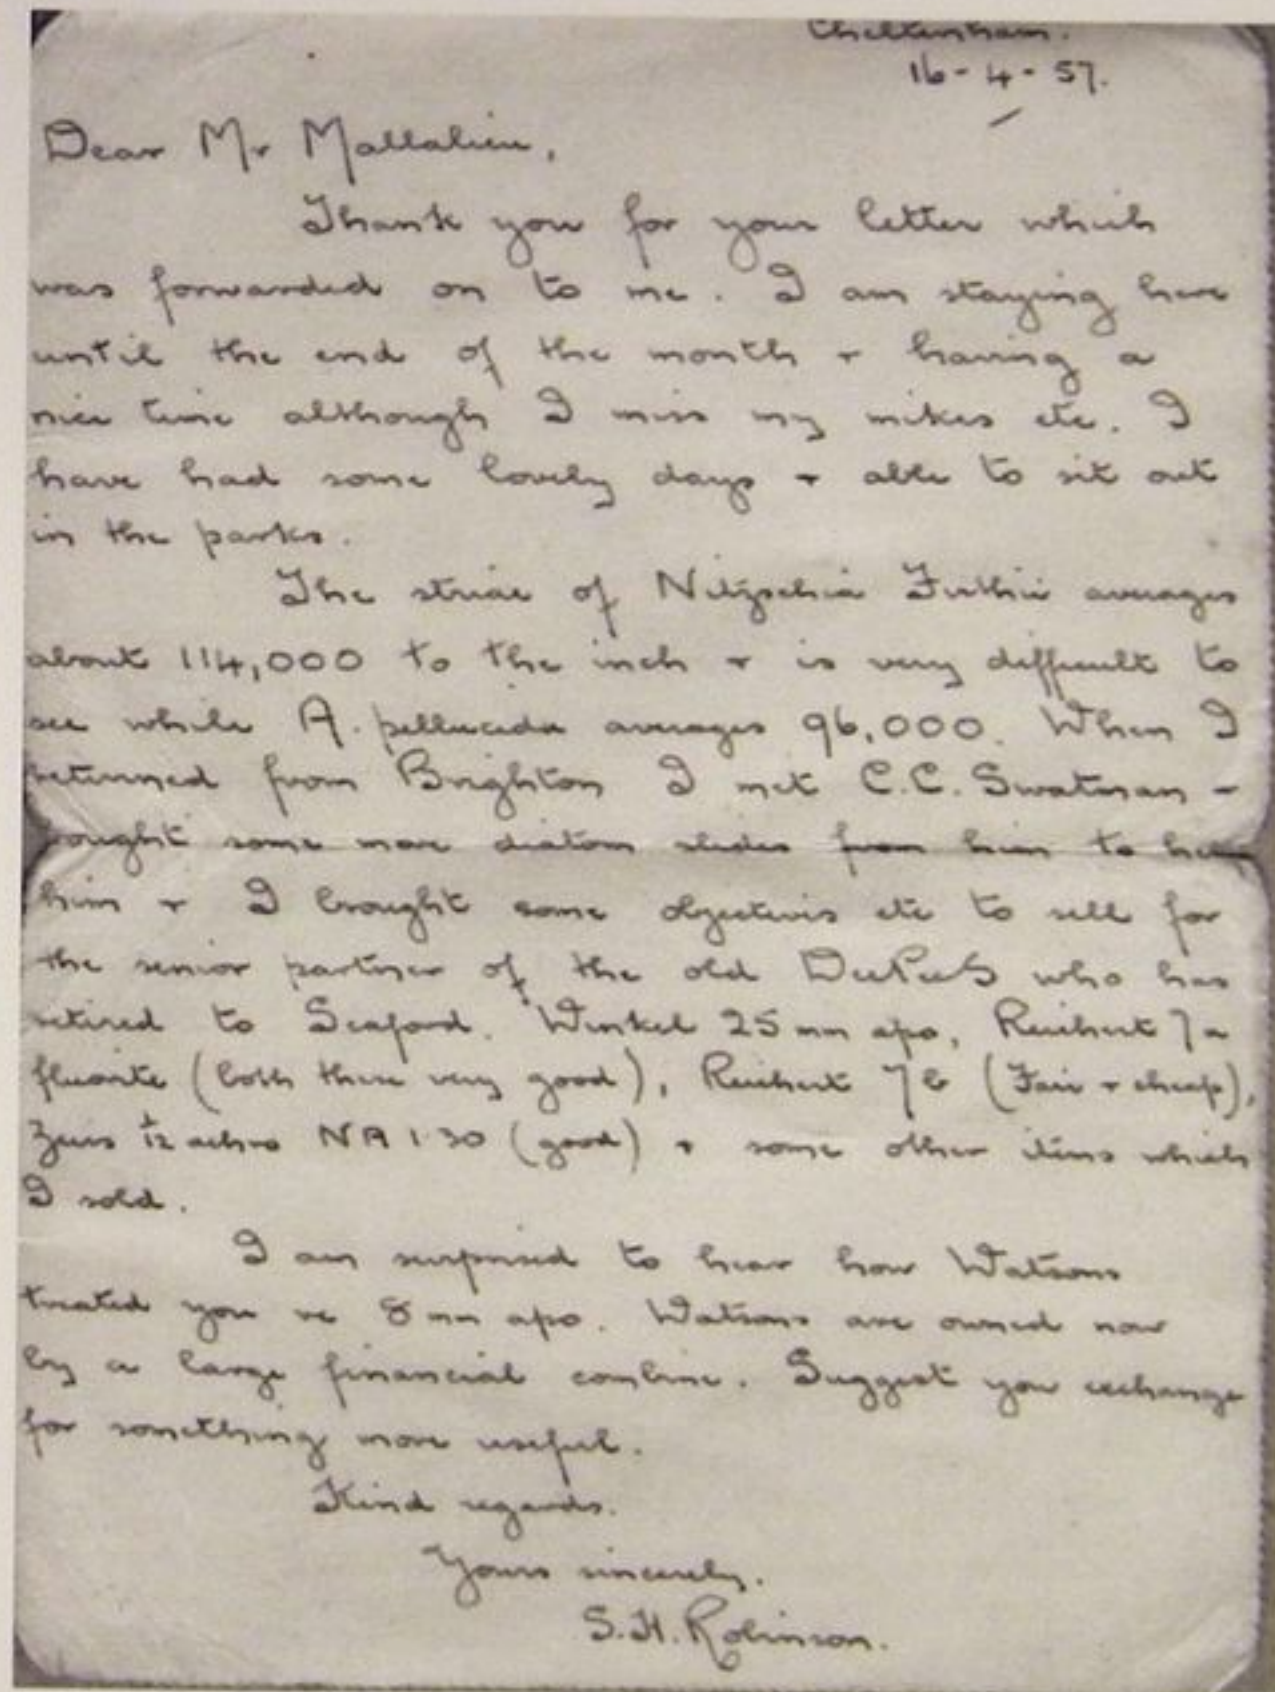 Cheltenham.
16-4-57.
Dear Mr Mallalieu,
Thank you for your letter which
was forwarded on to me. I am staying here
until the end of the month + having a
nice time although I miss my mikes etc. I
have had some lovely days + able to sit out
in the parks.
The striae of Nitzschia averages
about 114,000 to the inch + is very difficult to
see while A. pellucida averages 96,000. When I
returned from Brighton I met C.C. Swatman -
bought some more diatom slides from him to
him + I brought some objectives etc to sell for
the senior partner of the old who has
retired to Seaford. Winkel 25 mm apo, Reichert 7a
fluorite (both these very good), Reichert 7b (Fair + cheap),
Zeiss 1/12 achro NA 1·30 (good) + some other items which
I sold.
I am surprised to hear how Watsons
treated you re 8 mm apo. Watsons are owned now
by a large financial combine. Suggest you exchange
for something more useful.
Kind regards.
Yours sincerely.
S.H. Robinson.